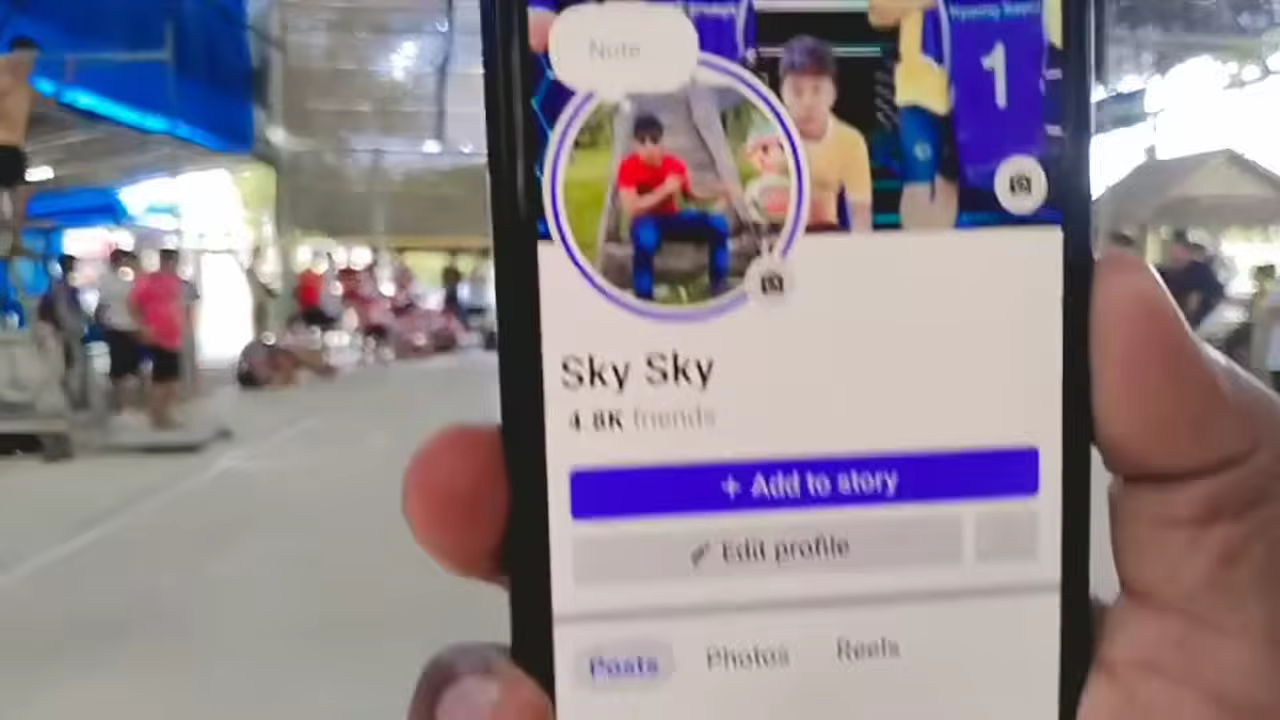 Note
1
Sky Sky
4.8K friends
+ Add to story
Edit profile
Posts Photos Reels